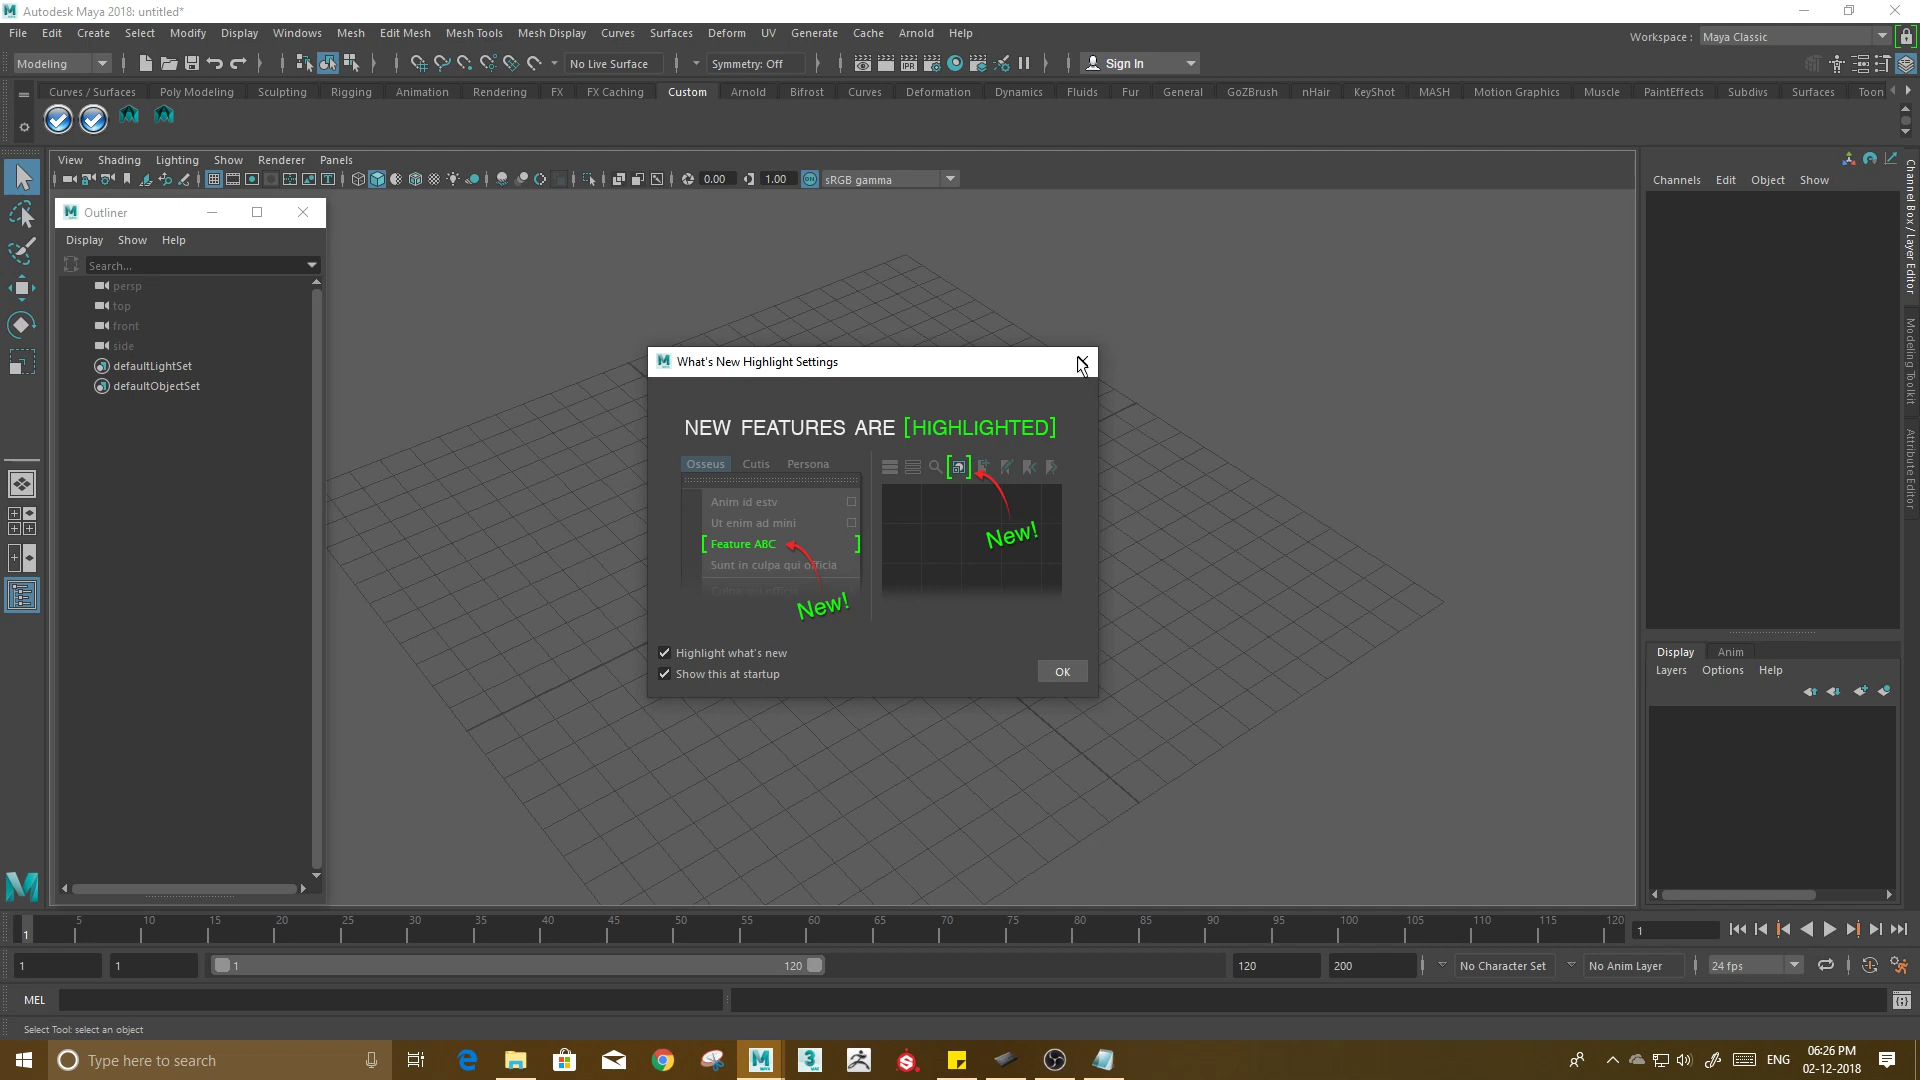 Autodesk Maya 2018: untitled*
File Edit Create Select Modify Display Windows Mesh Edit Mesh Mesh Tools Mesh Display Curves Surfaces Deform UV Generate Cache Arnold Help
Workspace : Maya Classic
Modeling No Live Surface Symmetry: Off Sign In
Curves / Surfaces Poly Modeling Sculpting Rigging Animation Rendering FX FX Caching Custom Arnold Bifrost Curves Deformation Dynamics Fluids Fur General GoZBrush nHair KeyShot MASH Motion Graphics Muscle PaintEffects Subdivs Surfaces Toon
View Shading Lighting Show Renderer Panels
0.00 1.00 ON sRGB gamma
Channels Edit Object Show
Channel Box / Layer Editor
Modeling Toolkit
Attribute Editor
Outliner
Display Show Help
Search...
persp
top
front
side
defaultLightSet
defaultObjectSet
What's New Highlight Settings
NEW FEATURES ARE [HIGHLIGHTED]
Osseus Cutis Persona
Anim id estv
Ut enim ad mini
[Feature ABC]
Sunt in culpa qui officia
New!
New!
Highlight what's new
Show this at startup
OK
Display Anim
Layers Options Help
5 10 15 20 25 30 35 40 45 50 55 60 65 70 75 80 85 90 95 100 105 110 115 120
1
1
1 1 1 120 120 200 No Character Set No Anim Layer 24 fps
MEL
Select Tool: select an object
Type here to search
ENG
06:26 PM
02-12-2018